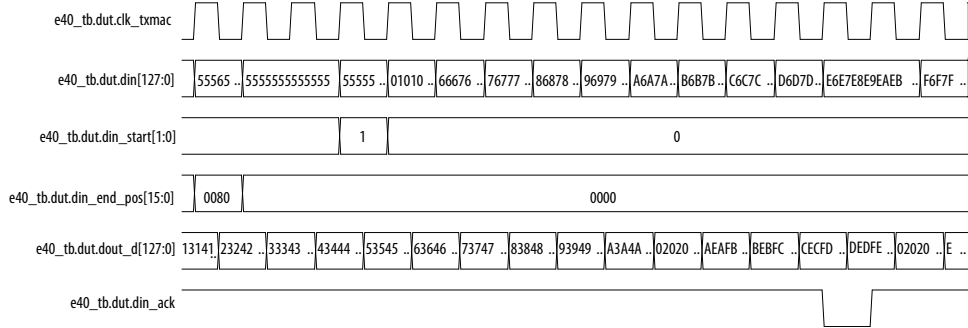 e40_tb.dut.clk_txmac
e40_tb.dut.din[127:0] 55565 .. 5555555555555 55555 .. 01010 .. 66676 .. 76777 .. 86878 .. 96979 .. A6A7A .. B6B7B .. C6C7C .. D6D7D .. E6E7E8E9EAEB .. F6F7F ..
e40_tb.dut.din_start[1:0] 1 0
e40_tb.dut.din_end_pos[15:0] 0080 0000
e40_tb.dut.dout_d[127:0] 13141 .. 23242 .. 33343 .. 43444 .. 53545 .. 63646 .. 73747 .. 83848 .. 93949 .. A3A4A .. 02020 .. AEAFB .. BEBFC .. CECFD .. DEDFE .. 02020 .. E ..
e40_tb.dut.din_ack